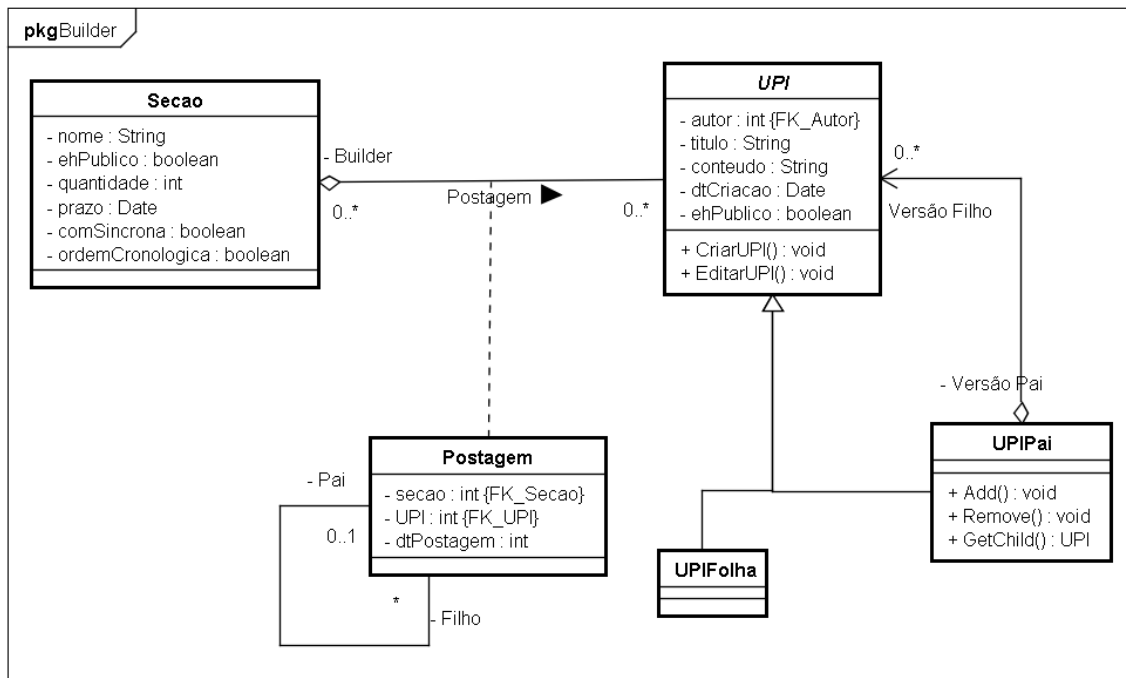 pkgBuilder
Secao
- nome : String
- ehPublico : boolean
- quantidade : int
- prazo : Date
- comSincrona : boolean
- ordemCronologica : boolean
- Builder
0..*
Postagem
0..*
UPI
- autor : int {FK_Autor}
- titulo : String
- conteudo : String
- dtCriacao : Date
- ehPublico : boolean
+ CriarUPI() : void
+ EditarUPI() : void
0..*
Versão Filho
- Versão Pai
UPIPai
+ Add() : void
+ Remove() : void
+ GetChild() : UPI
UPIFolha
Postagem
- secao : int {FK_Secao}
- UPI : int {FK_UPI}
- dtPostagem : int
- Pai
0..1
*
- Filho